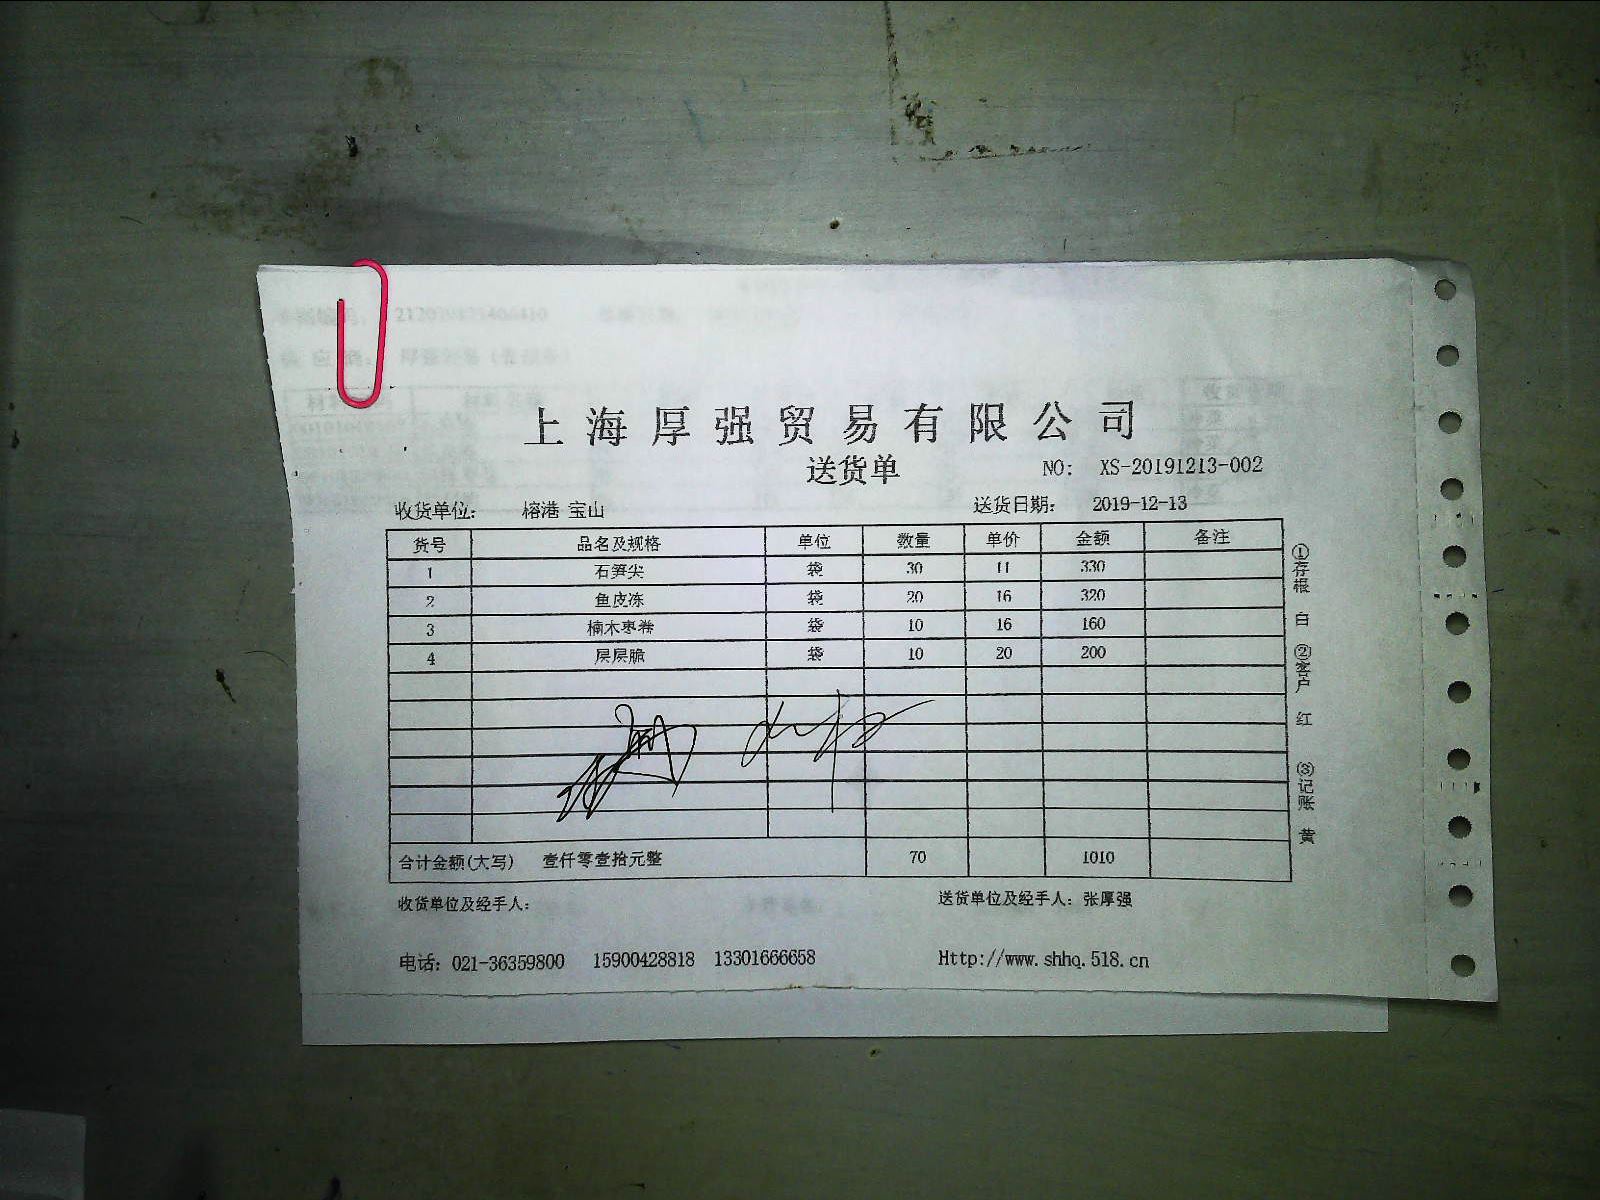 上海厚强贸易有限公司
送货单 NO: XS-20191213-002
收货单位: 榕港 宝山 送货日期: 2019-12-13
货号 品名及规格 单位 数量 单价 金额 备注
1 石笋尖 袋 30 11 330
2 鱼皮冻 袋 20 16 320
3 楠木枣卷 袋 10 16 160
4 层层脆 袋 10 20 200
合计金额(大写) 壹仟零壹拾元整 70 1010
收货单位及经手人: 送货单位及经手人: 张厚强
电话: 021-36359800 15900428818 13301666658 Http://www.shhq.518.cn
①存根 白 ②客户 红 ③记账 黄